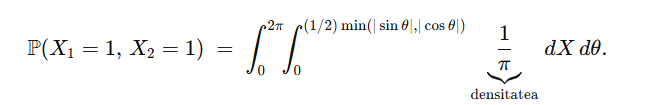 ℙ(X₁ = 1, X₂ = 1) = ∫₀^{2π} ∫₀^{(1/2) min(| sin θ|,| cos θ|)} 1/π dX dθ.
densitatea